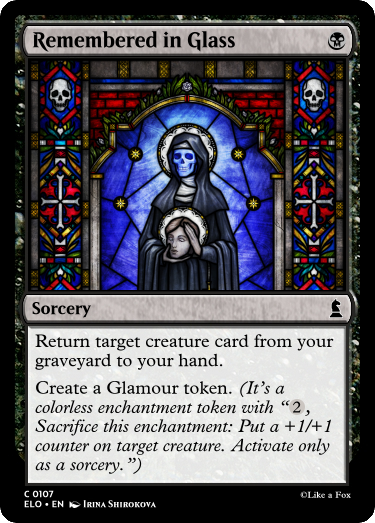 Remembered in Glass
Sorcery
Return target creature card from your
graveyard to your hand.
Create a Glamour token. (It's a
colorless enchantment token with “2,
Sacrifice this enchantment: Put a +1/+1
counter on target creature. Activate only
as a sorcery.”)
C 0107
ELO • EN Irina Shirokova
©Like a Fox